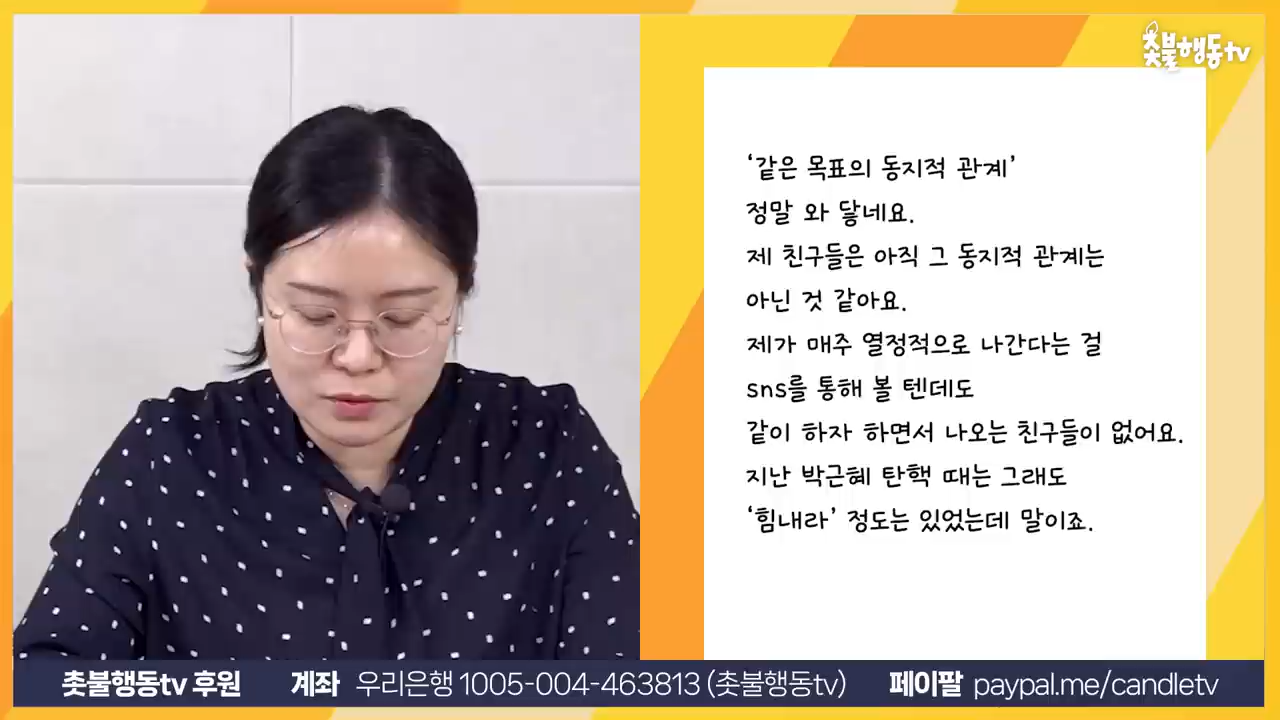 촛불행동tv
‘같은 목표의 동지적 관계’
정말 와 닿네요.
제 친구들은 아직 그 동지적 관계는
아닌 것 같아요.
제가 매주 열정적으로 나간다는 걸
sns를 통해 볼 텐데도
같이 하자 하면서 나오는 친구들이 없어요.
지난 박근혜 탄핵 때는 그래도
‘힘내라’ 정도는 있었는데 말이죠.
촛불행동tv 후원 계좌 우리은행 1005-004-463813 (촛불행동tv) 페이팔 paypal.me/candletv